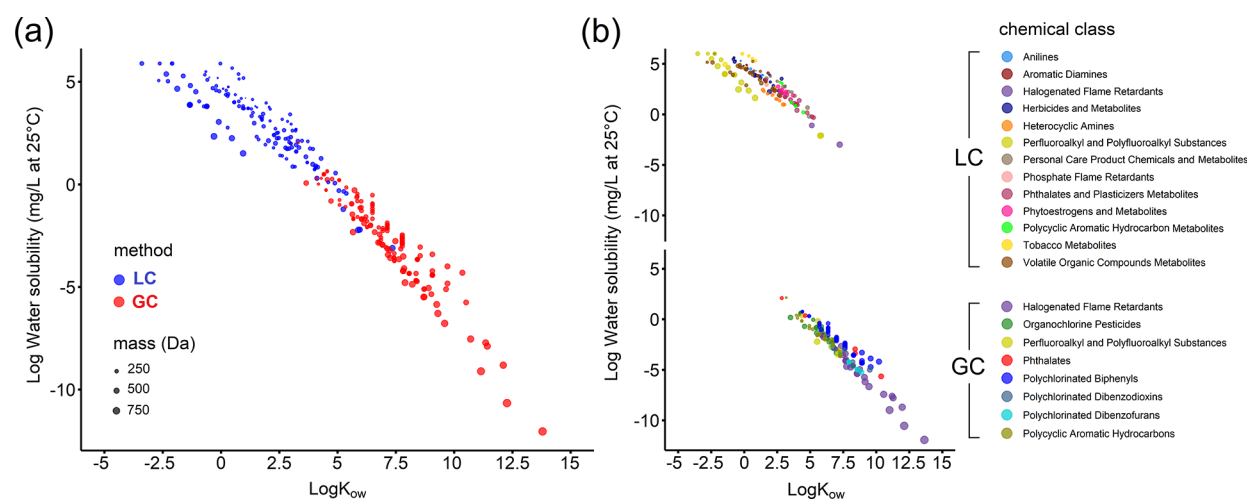 (a)
Log Water solubility (mg/L at 25°C)
5
0
-5
-10
method
LC
GC
mass (Da)
250
500
750
-5
-2.5
0
2.5
5
7.5
10
12.5
15
LogKow
(b)
Log Water solubility (mg/L at 25°C)
5
0
-5
-10
5
0
-5
-10
-5
-2.5
0
2.5
5
7.5
10
12.5
15
LogKow
chemical class
LC
Anilines
Aromatic Diamines
Halogenated Flame Retardants
Herbicides and Metabolites
Heterocyclic Amines
Perfluoroalkyl and Polyfluoroalkyl Substances
Personal Care Product Chemicals and Metabolites
Phosphate Flame Retardants
Phthalates and Plasticizers Metabolites
Phytoestrogens and Metabolites
Polycyclic Aromatic Hydrocarbon Metabolites
Tobacco Metabolites
Volatile Organic Compounds Metabolites
GC
Halogenated Flame Retardants
Organochlorine Pesticides
Perfluoroalkyl and Polyfluoroalkyl Substances
Phthalates
Polychlorinated Biphenyls
Polychlorinated Dibenzodioxins
Polychlorinated Dibenzofurans
Polycyclic Aromatic Hydrocarbons